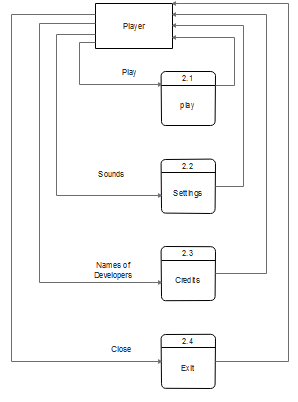 Player
Play
2.1
play
2.2
Sounds
Settings
2.3
Names of
Developers
Credits
2.4
Close
Exit